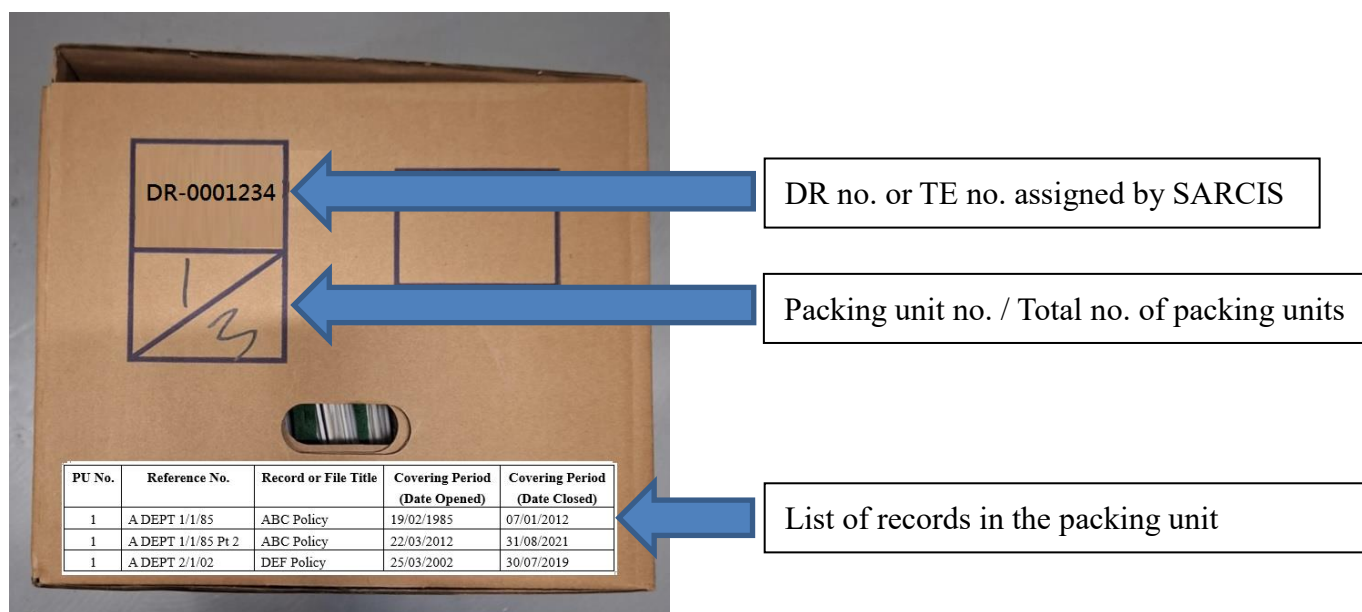 DR-0001234
DR no. or TE no. assigned by SARCIS
1
3
Packing unit no. / Total no. of packing units
PU No. Reference No. Record or File Title Covering Period (Date Opened) Covering Period (Date Closed)
1 A DEPT 1/1/85 ABC Policy 19/02/1985 07/01/2012
1 A DEPT 1/1/85 Pt 2 ABC Policy 22/03/2012 31/08/2021
1 A DEPT 2/1/02 DEF Policy 25/03/2002 30/07/2019
List of records in the packing unit